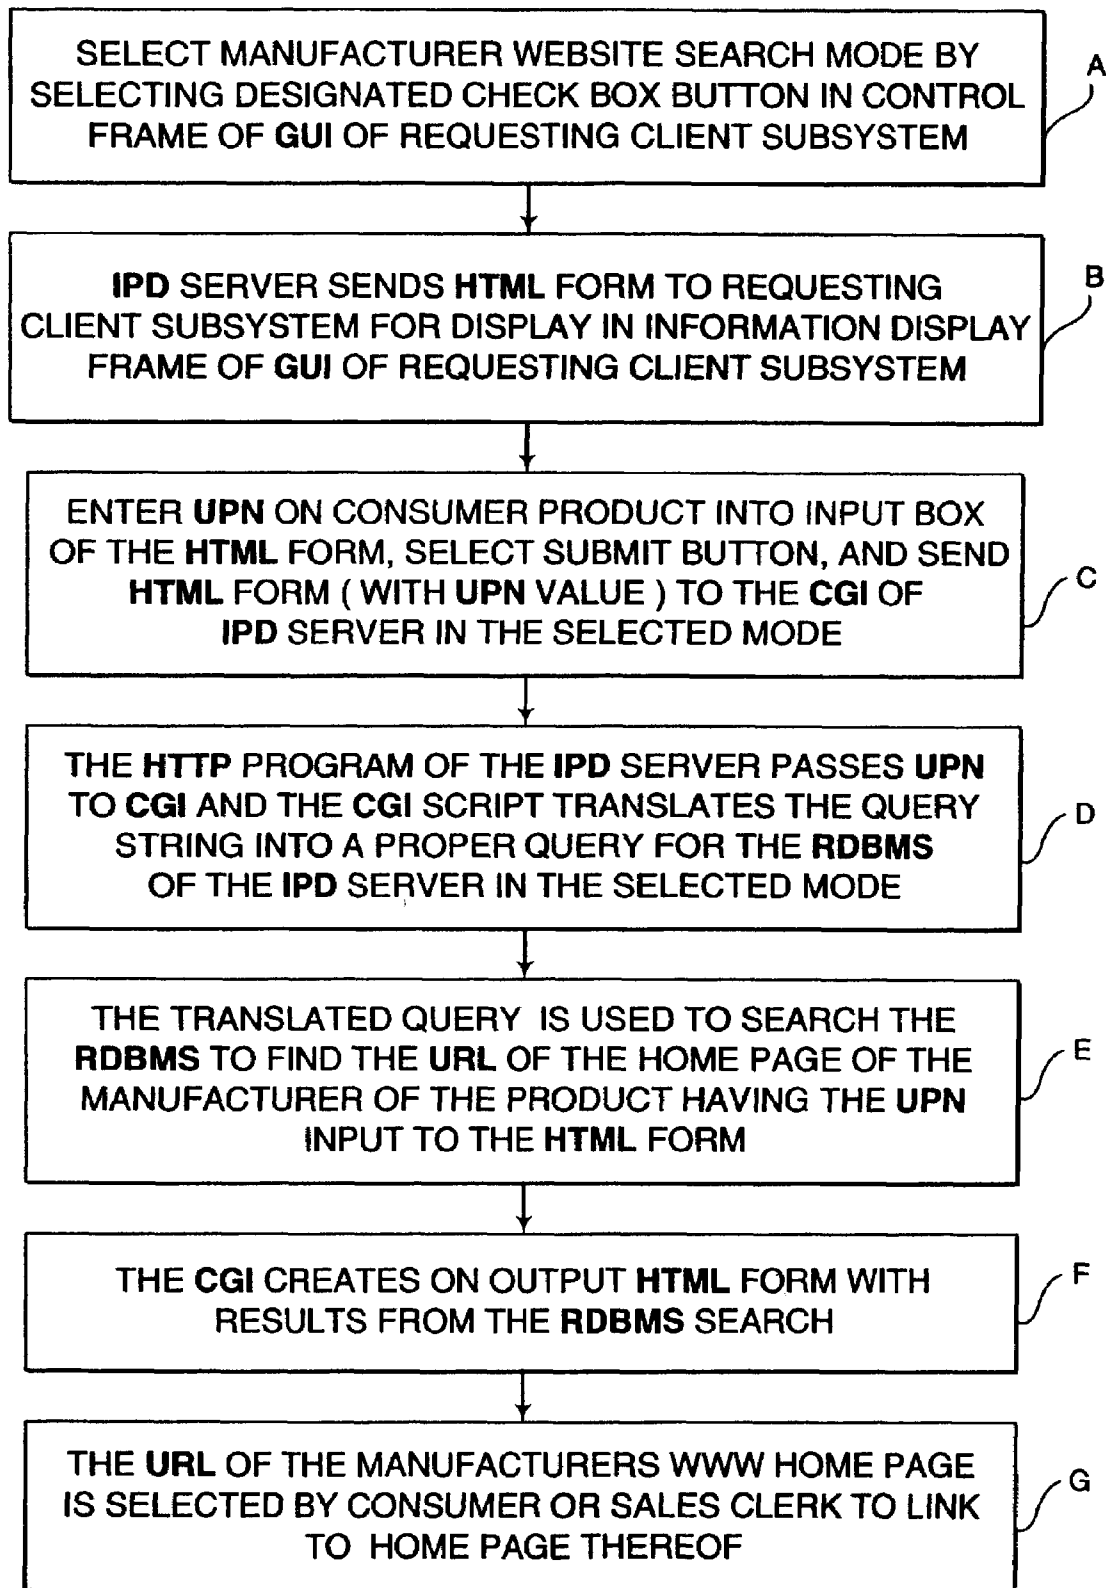 SELECT MANUFACTURER WEBSITE SEARCH MODE BY
SELECTING DESIGNATED CHECK BOX BUTTON IN CONTROL
FRAME OF GUI OF REQUESTING CLIENT SUBSYSTEM
A
IPD SERVER SENDS HTML FORM TO REQUESTING
CLIENT SUBSYSTEM FOR DISPLAY IN INFORMATION DISPLAY
FRAME OF GUI OF REQUESTING CLIENT SUBSYSTEM
B
ENTER UPN ON CONSUMER PRODUCT INTO INPUT BOX
OF THE HTML FORM, SELECT SUBMIT BUTTON, AND SEND
HTML FORM ( WITH UPN VALUE ) TO THE CGI OF
IPD SERVER IN THE SELECTED MODE
C
THE HTTP PROGRAM OF THE IPD SERVER PASSES UPN
TO CGI AND THE CGI SCRIPT TRANSLATES THE QUERY
STRING INTO A PROPER QUERY FOR THE RDBMS
OF THE IPD SERVER IN THE SELECTED MODE
D
THE TRANSLATED QUERY IS USED TO SEARCH THE
RDBMS TO FIND THE URL OF THE HOME PAGE OF THE
MANUFACTURER OF THE PRODUCT HAVING THE UPN
INPUT TO THE HTML FORM
E
THE CGI CREATES ON OUTPUT HTML FORM WITH
RESULTS FROM THE RDBMS SEARCH
F
THE URL OF THE MANUFACTURERS WWW HOME PAGE
IS SELECTED BY CONSUMER OR SALES CLERK TO LINK
TO HOME PAGE THEREOF
G